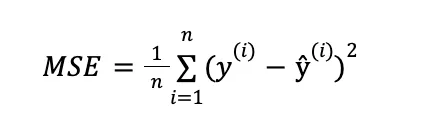 MSE = 1/n n∑i=1 (y^(i) − ŷ^(i))^2